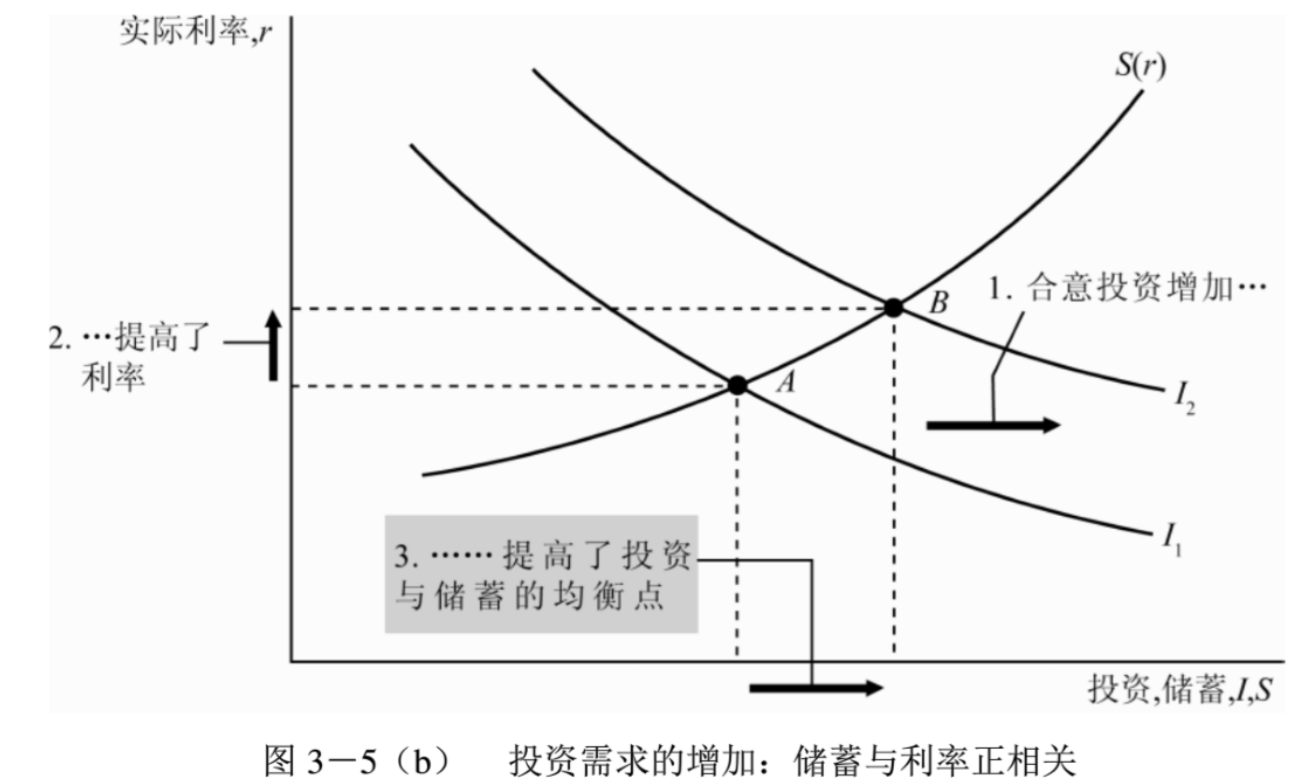 实际利率,r
S(r)
1. 合意投资增加…
B
2. …提高了
利率
A
I₂
3. ……提高了投资
与储蓄的均衡点
I₁
投资,储蓄,I,S
图 3－5（b） 投资需求的增加：储蓄与利率正相关